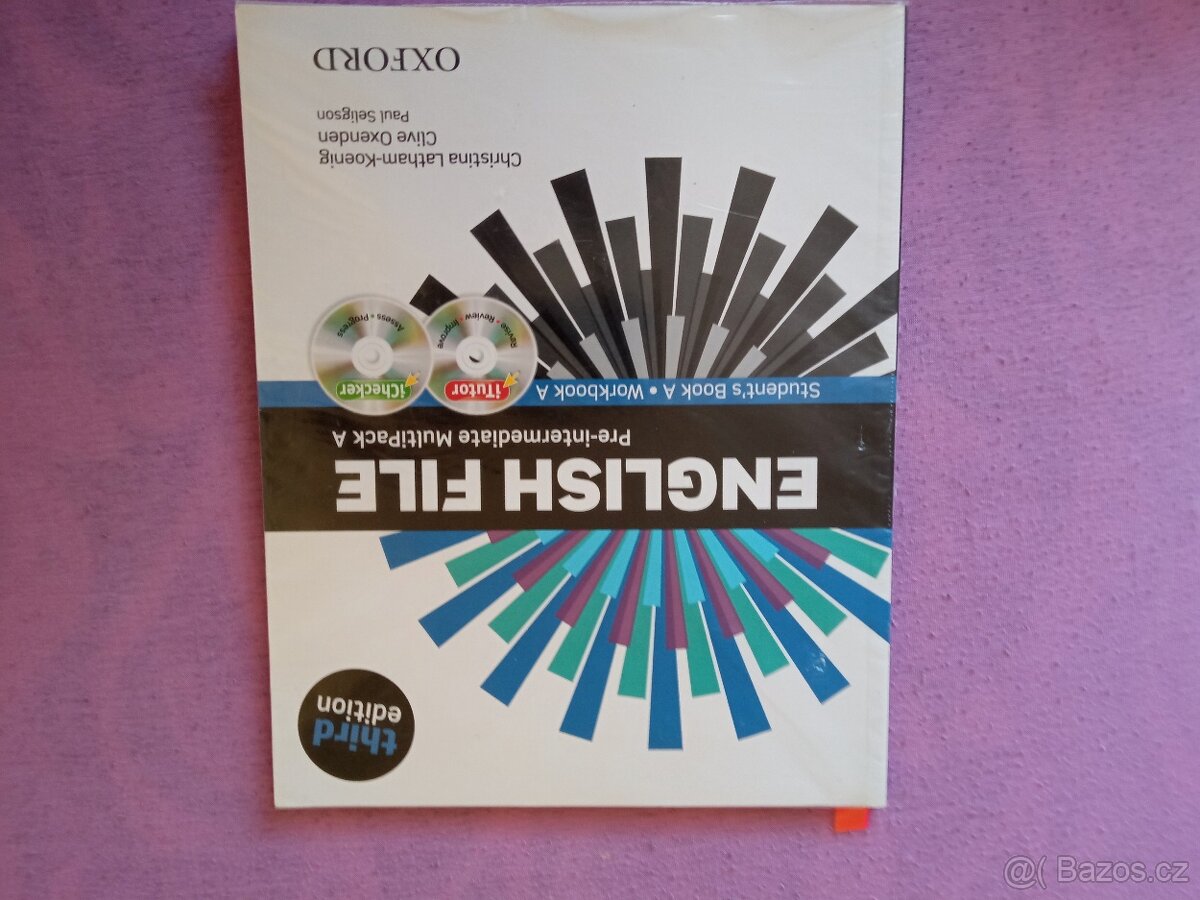 third
edition
ENGLISH FILE
Pre-intermediate MultiPack A
Student's Book A • Workbook A
iTutor
Revise • Review • Improve
iChecker
Assess • Progress
Christina Latham-Koenig
Clive Oxenden
Paul Seligson
OXFORD
@( Bazos.cz